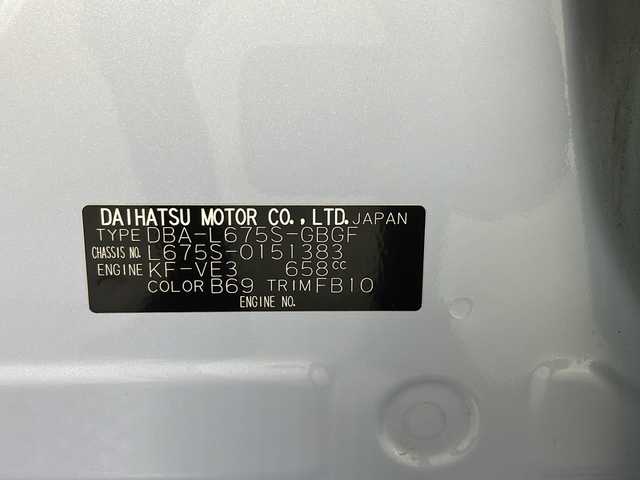 DAIHATSU MOTOR CO., LTD. JAPAN
TYPE DBA-L675S-GBGF
CHASSIS NO. L675S-0151383
ENGINE KF-VE3 658cc
COLOR B69 TRIM FB10
ENGINE NO.